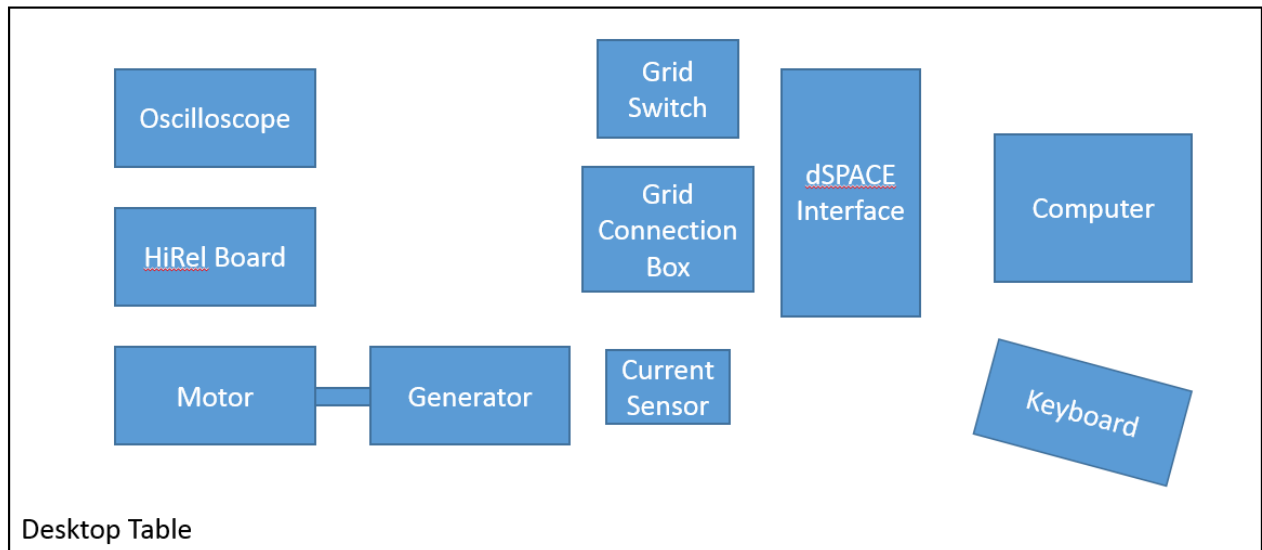 Oscilloscope
HiRel Board
Motor
Generator
Grid
Switch
Grid
Connection
Box
Current
Sensor
dSPACE
Interface
Computer
Keyboard
Desktop Table